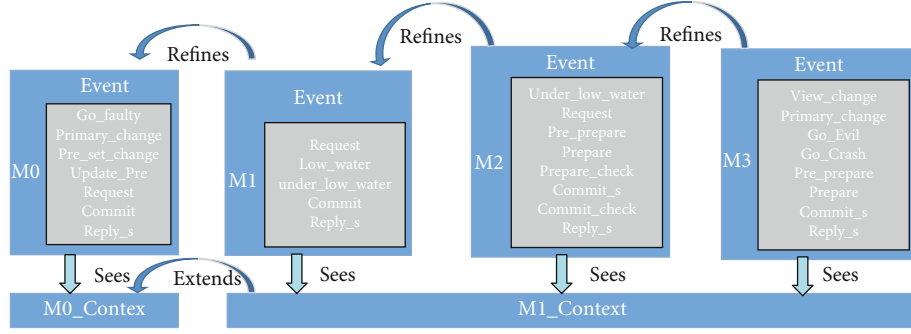 Refines
Refines
Refines
Event
Go_faulty
Primary_change
Pre_set_change
Update_Pre
Request
Commit
Reply_s
M0
Event
Request
Low_water
under_low_water
Commit
Reply_s
M1
Event
Under_low_water
Request
Pre_prepare
Prepare
Prepare_check
Commit_s
Commit_check
Reply_s
M2
Event
View_change
Primary_change
Go_Evil
Go_Crash
Pre_prepare
Prepare
Commit_s
Reply_s
M3
Sees
Extends
Sees
Sees
Sees
M0_Contex
M1_Context